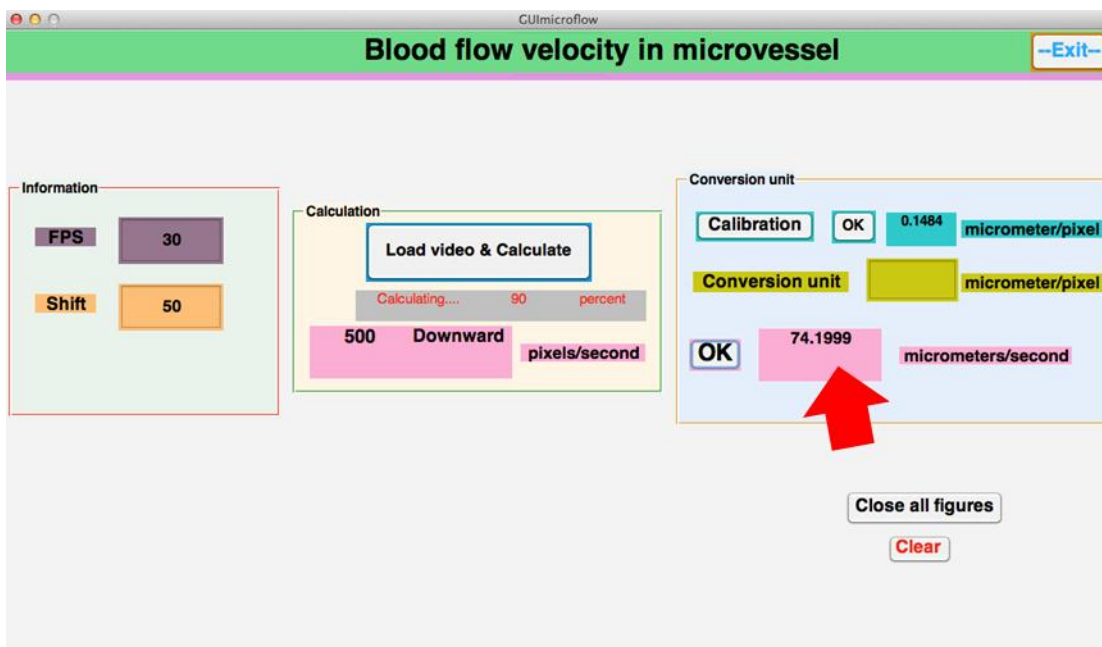 GUImicroflow
Blood flow velocity in microvessel
--Exit--
Information
FPS 30
Shift 50
Calculation
Load video & Calculate
Calculating.... 90 percent
500 Downward
pixels/second
Conversion unit
Calibration OK 0.1484 micrometer/pixel
Conversion unit micrometer/pixel
OK 74.1999 micrometers/second
Close all figures
Clear